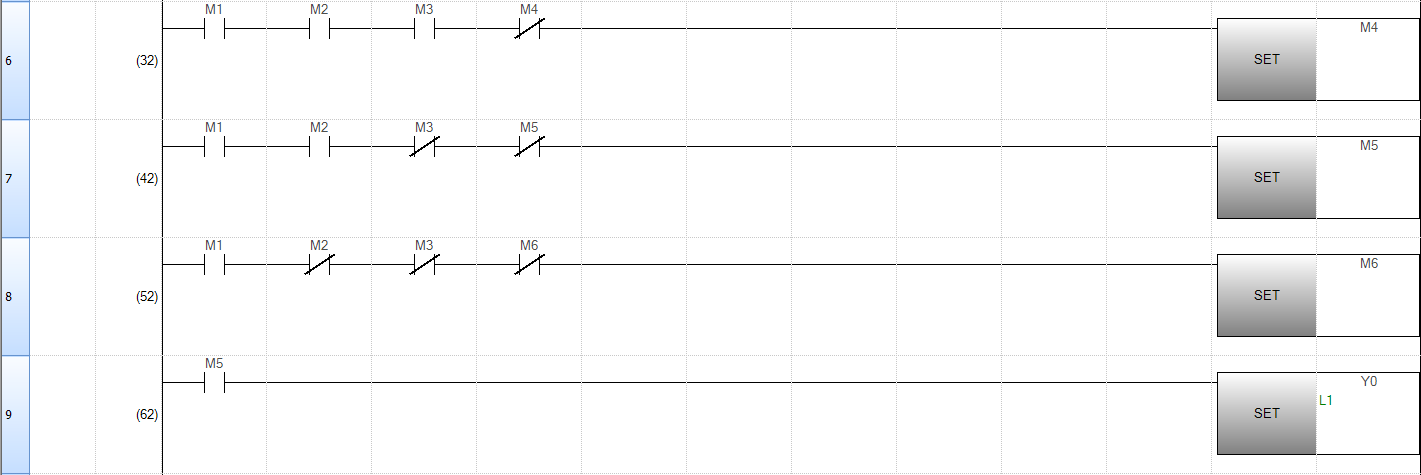 M1 M2 M3 M4 M4
6 (32) SET
M1 M2 M3 M5 M5
7 (42) SET
M1 M2 M3 M6 M6
8 (52) SET
M5 Y0
L1
9 (62) SET